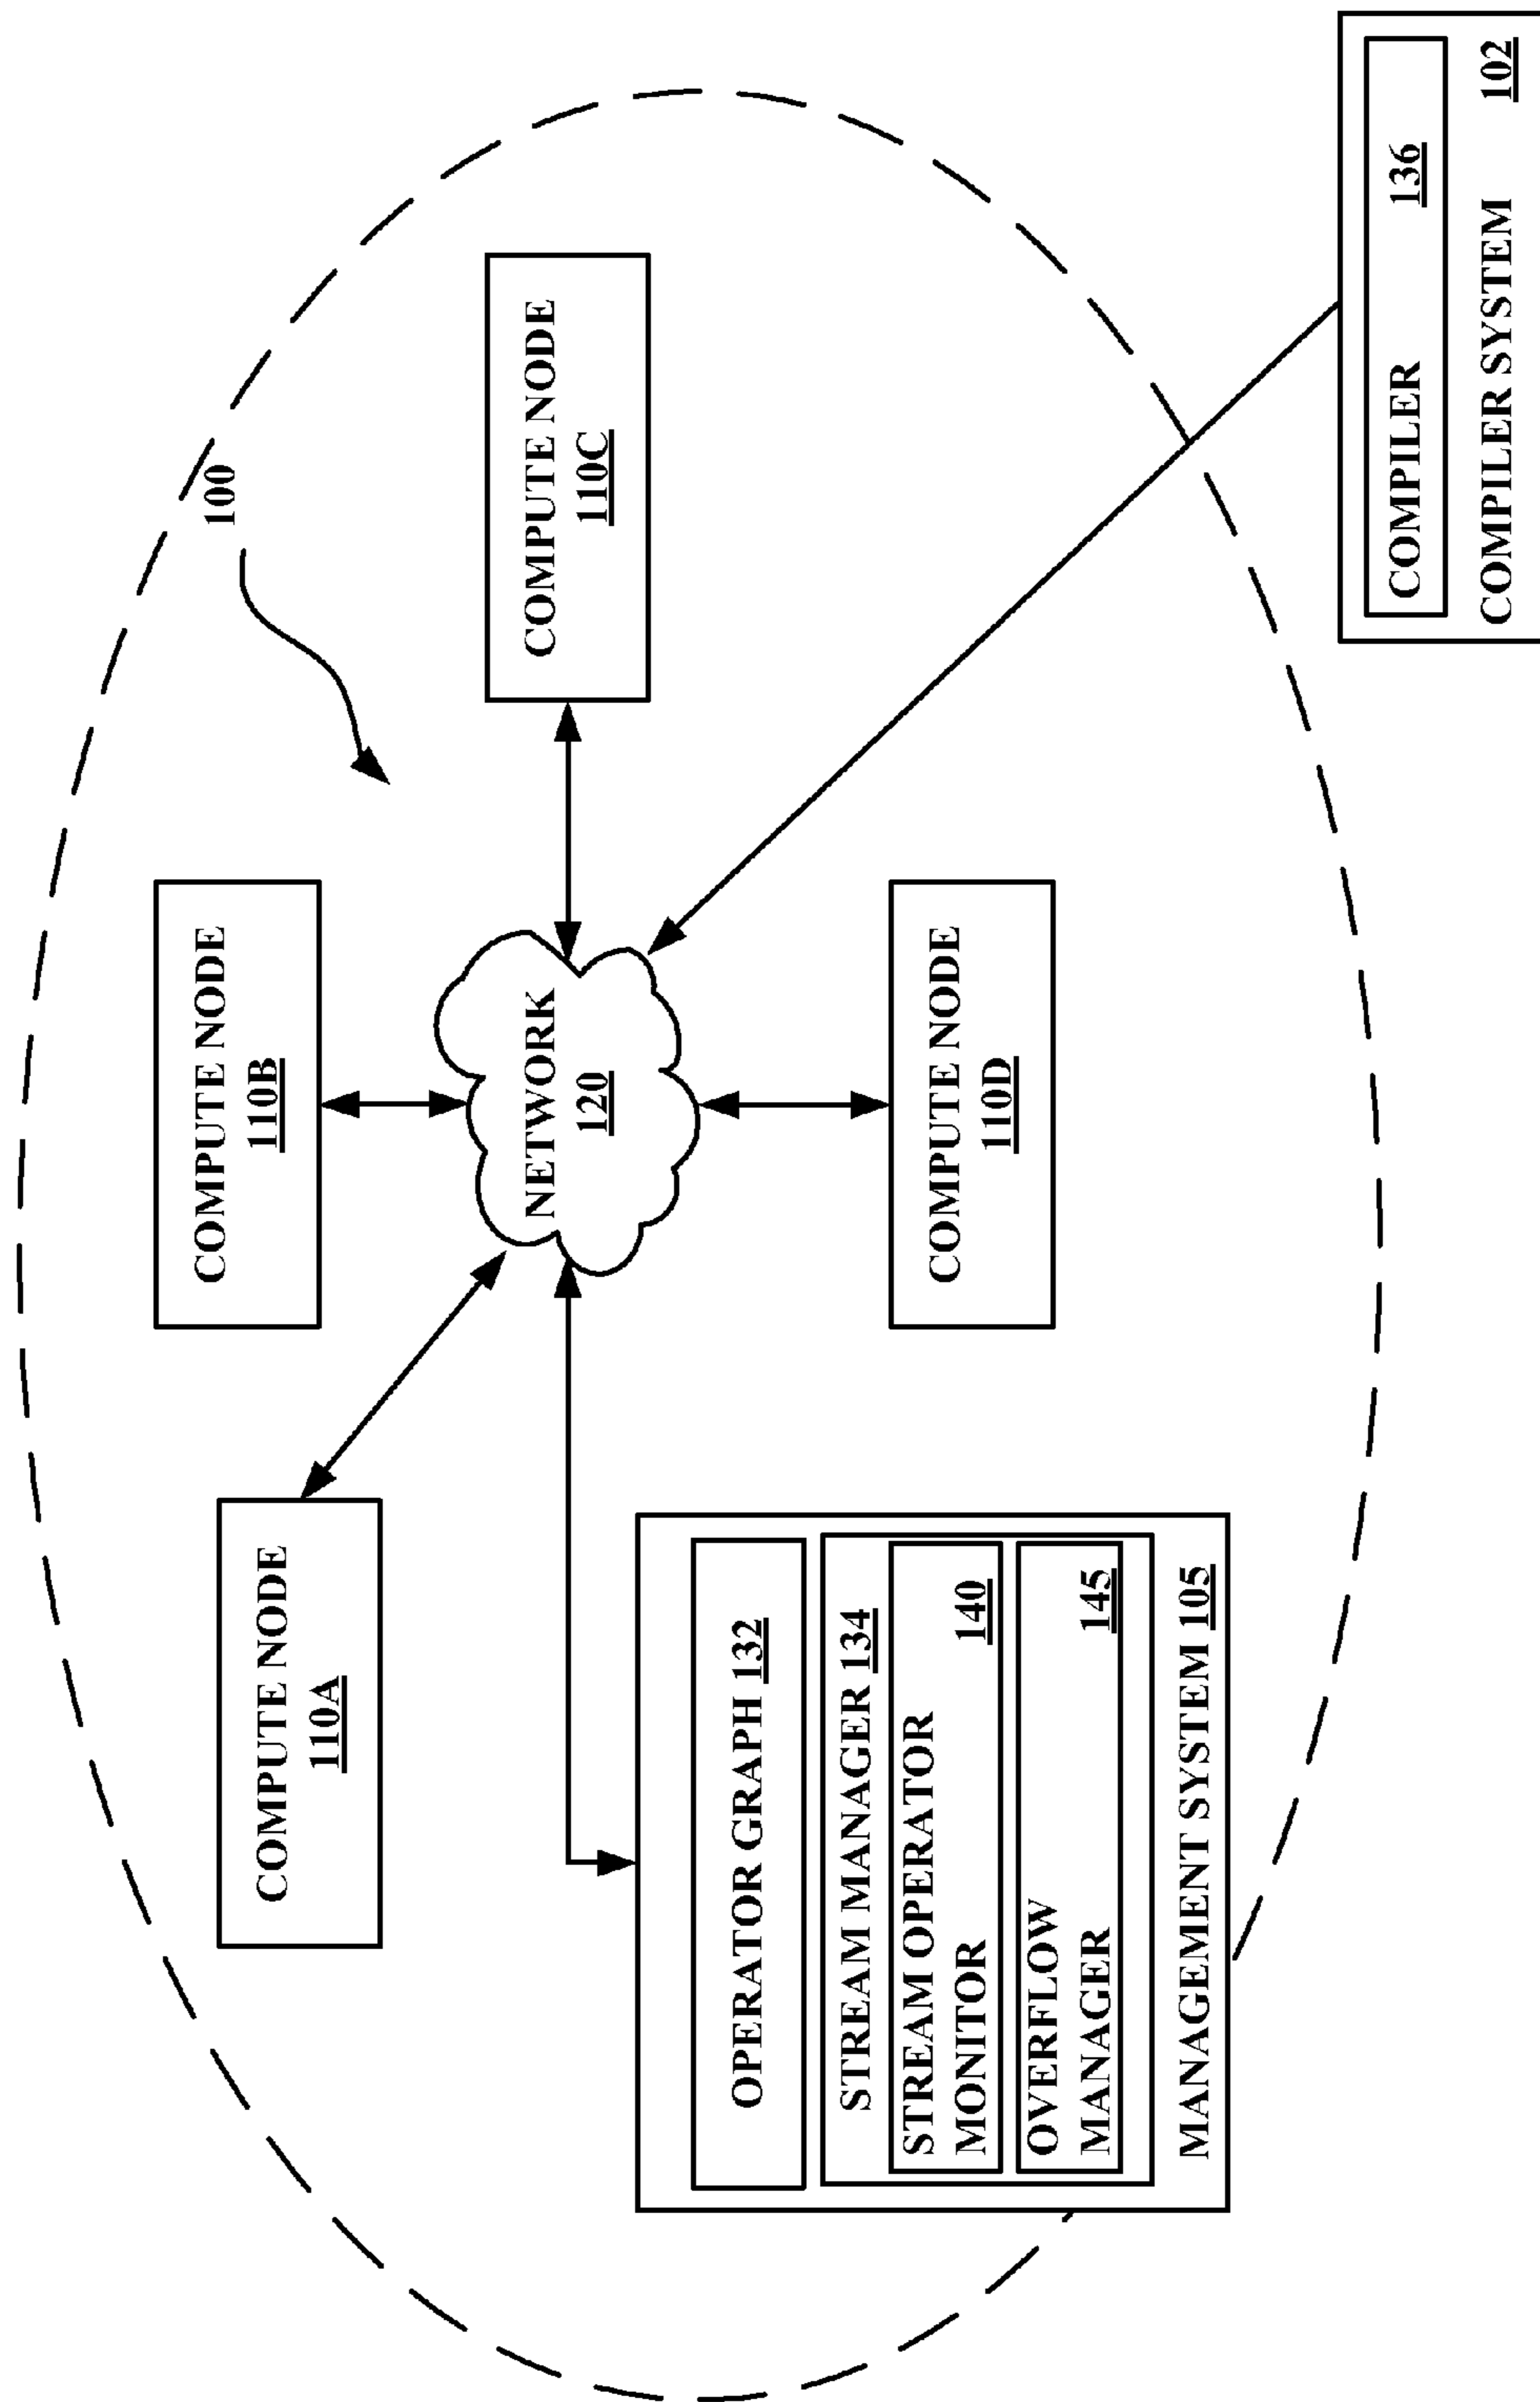 100
COMPUTE NODE
110A
COMPUTE NODE
110B
COMPUTE NODE
110C
NETWORK
120
COMPUTE NODE
110D
OPERATOR GRAPH 132
STREAM MANAGER 134
STREAM OPERATOR
MONITOR 140
OVERFLOW
MANAGER 145
MANAGEMENT SYSTEM 105
COMPILER 136
COMPILER SYSTEM 102